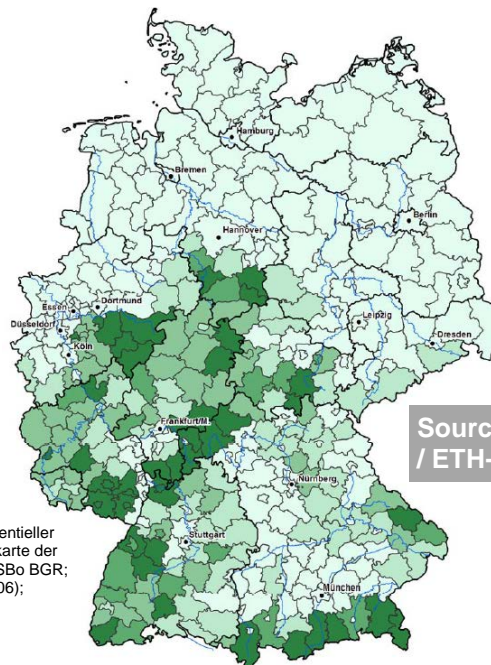 Hamburg
Bremen
Berlin
Hannover
Essen
Dortmund
Düsseldorf
Leipzig
Köln
Dresden
Frankfurt/M.
Sourc
/ ETH-
Nürnberg
entieller
karte der
SBo BGR;
06);
Stuttgart
München